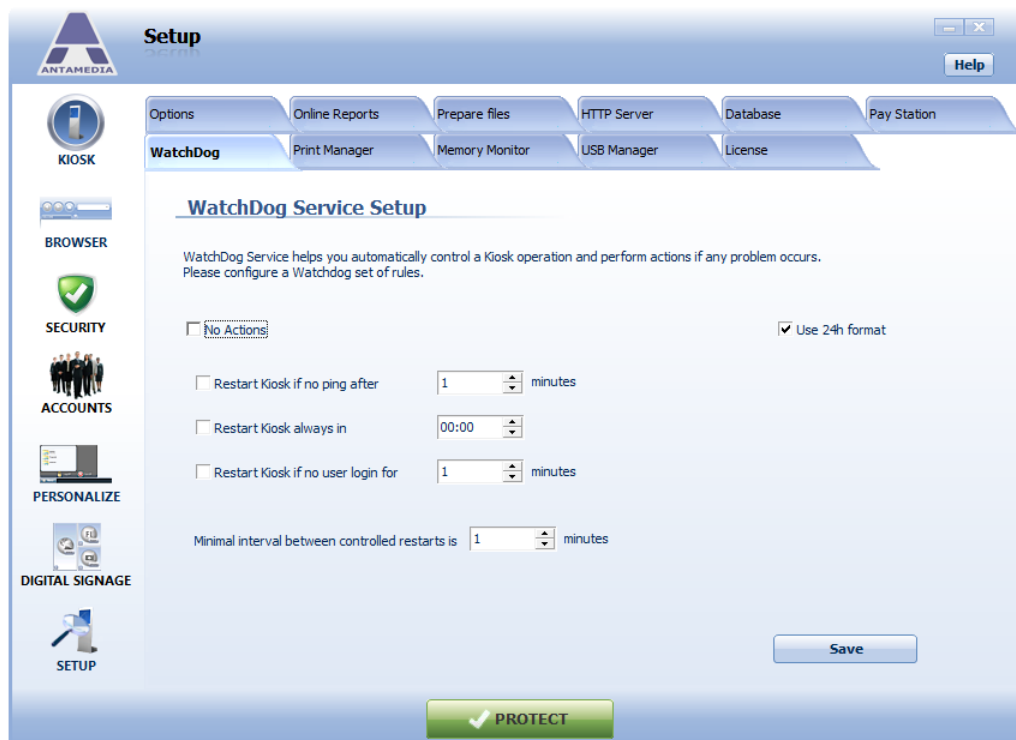 Setup
ANTAMEDIA
Help
KIOSK
BROWSER
SECURITY
ACCOUNTS
PERSONALIZE
DIGITAL SIGNAGE
SETUP
Options Online Reports Prepare files HTTP Server Database Pay Station
WatchDog Print Manager Memory Monitor USB Manager License
WatchDog Service Setup
WatchDog Service helps you automatically control a Kiosk operation and perform actions if any problem occurs.
Please configure a Watchdog set of rules.
No Actions Use 24h format
Restart Kiosk if no ping after 1 minutes
Restart Kiosk always in 00:00
Restart Kiosk if no user login for 1 minutes
Minimal interval between controlled restarts is 1 minutes
Save
PROTECT